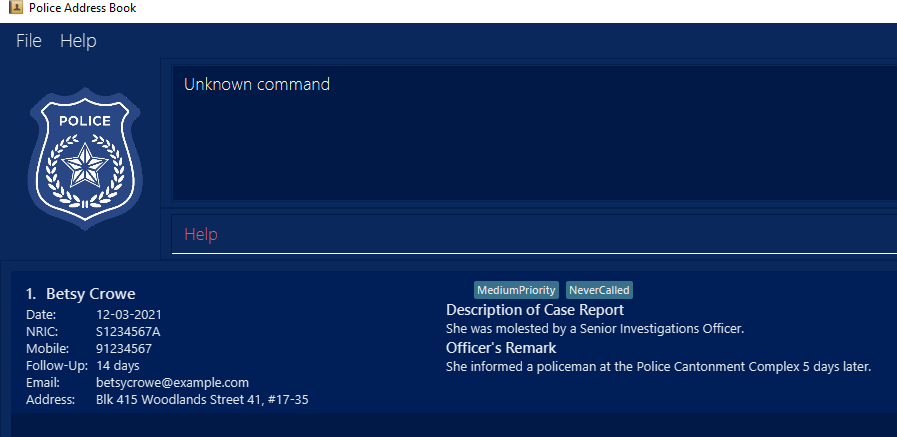 Police Address Book
File Help
POLICE
Unknown command
Help
1. Betsy Crowe
Date: 12-03-2021
NRIC: S1234567A
Mobile: 91234567
Follow-Up: 14 days
Email: betsycrowe@example.com
Address: Blk 415 Woodlands Street 41, #17-35
MediumPriority NeverCalled
Description of Case Report
She was molested by a Senior Investigations Officer.
Officer's Remark
She informed a policeman at the Police Cantonment Complex 5 days later.